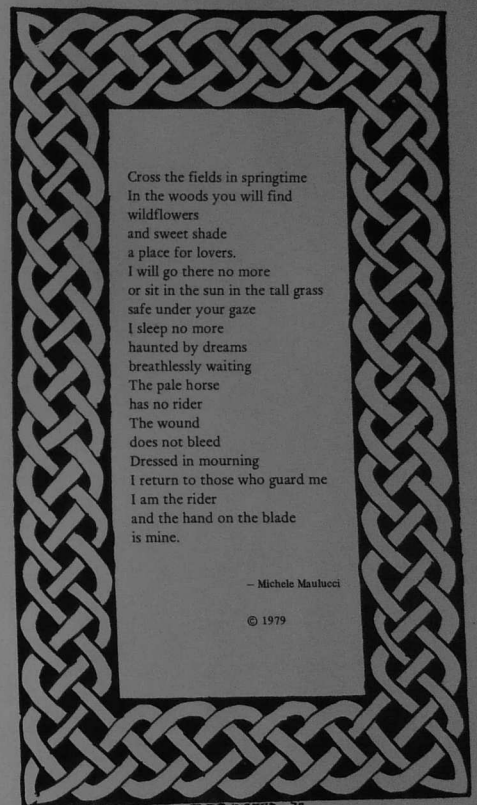 Cross the fields in springtime
In the woods you will find
wildflowers
and sweet shade
a place for lovers.
I will go there no more
or sit in the sun in the tall grass
safe under your gaze
I sleep no more
haunted by dreams
breathlessly waiting
The pale horse
has no rider
The wound
does not bleed
Dressed in mourning
I return to those who guard me
I am the rider
and the hand on the blade
is mine.
– Michele Maulucci
© 1979